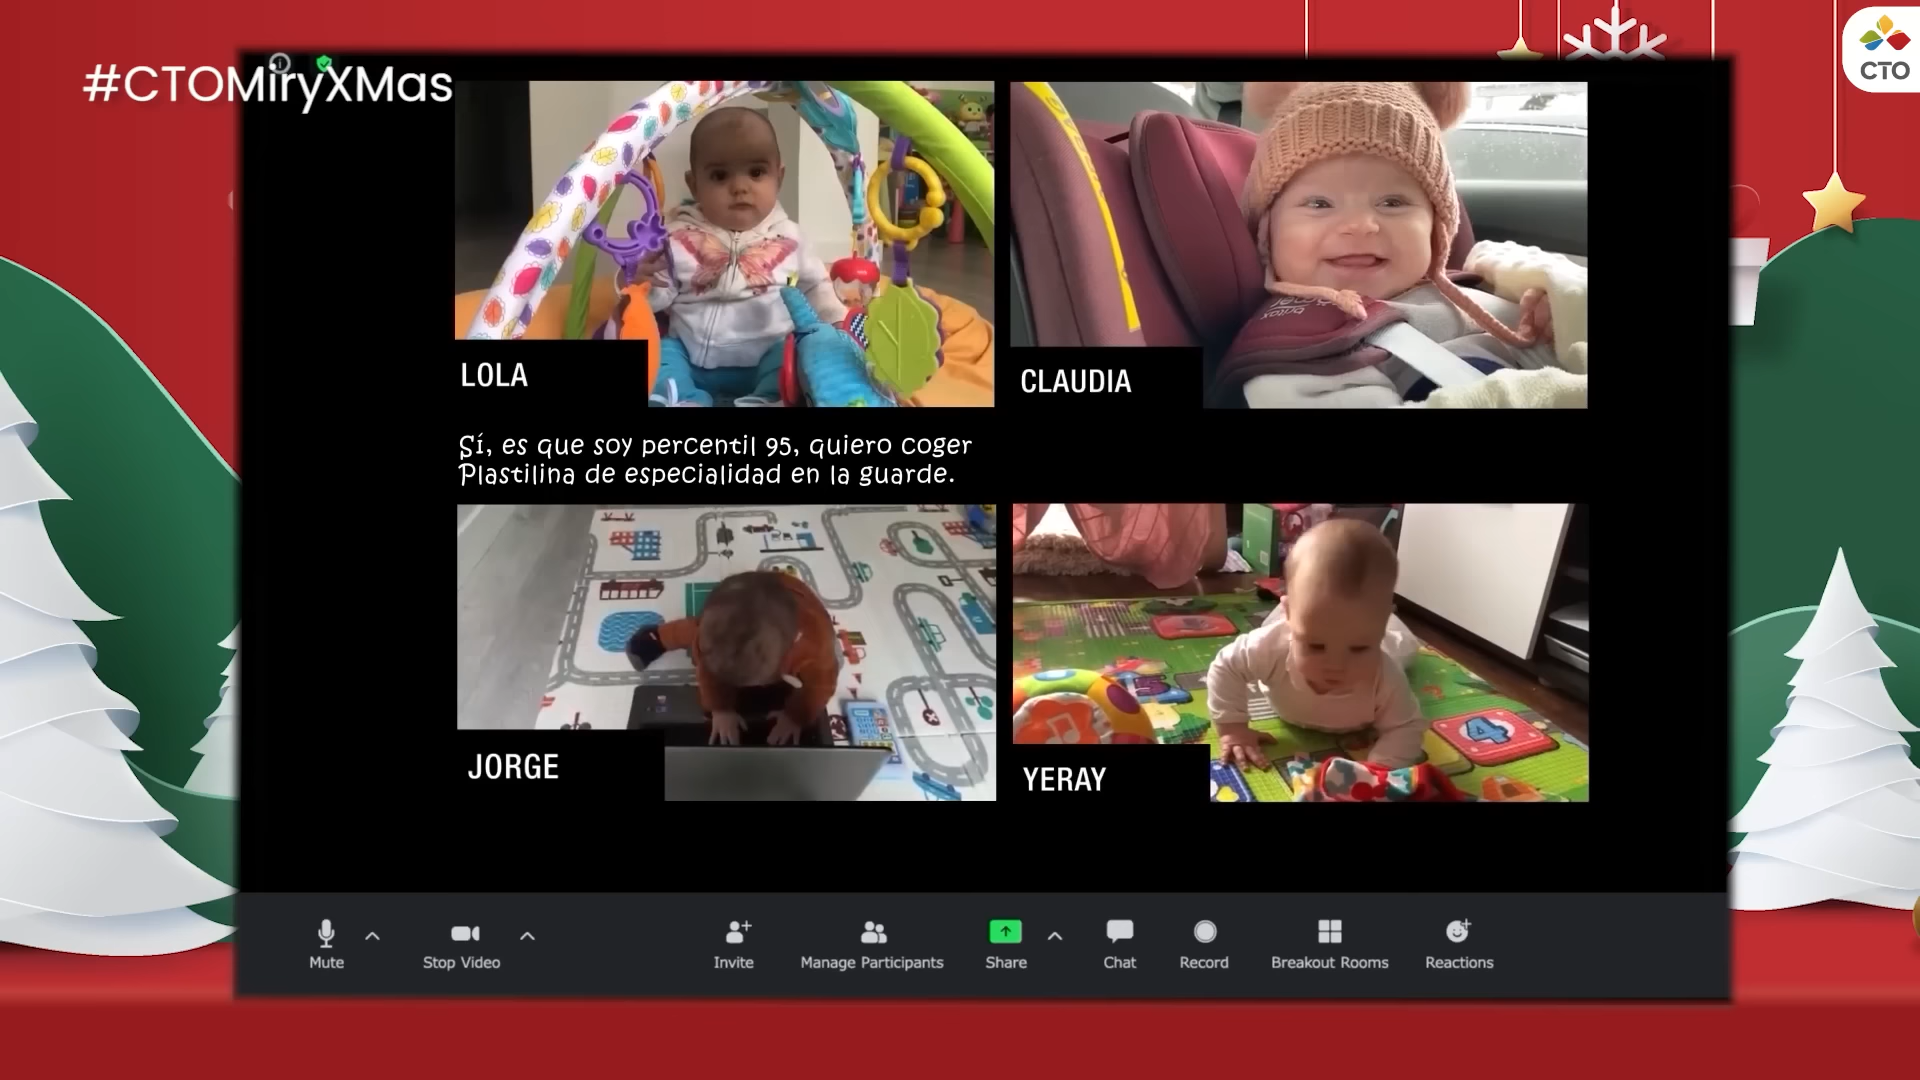 #CTOMiryXMas
CTO
LOLA
CLAUDIA
Sí, es que soy percentil 95, quiero coger
Plastilina de especialidad en la guarde.
JORGE
YERAY
4
Mute
Stop Video
Invite
Manage Participants
Share
Chat
Record
Breakout Rooms
Reactions